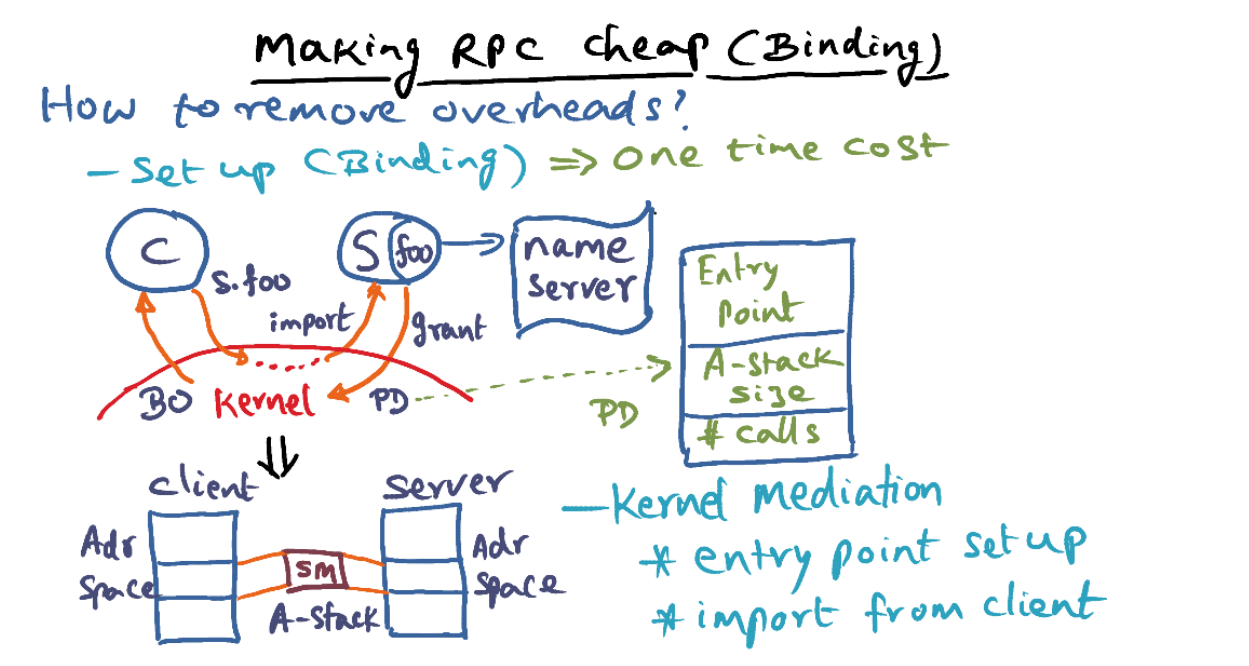 Making RPC cheap (Binding)
How to remove overheads?
- Set up (Binding) => One time cost
C
S foo
name
server
S.foo
import
grant
Entry
Point
A-stack
size
# calls
BO kernel PD
PD
client
server
Adr
Space
SM
A-stack
Adr
Space
- Kernel Mediation
* entry point set up
* import from client